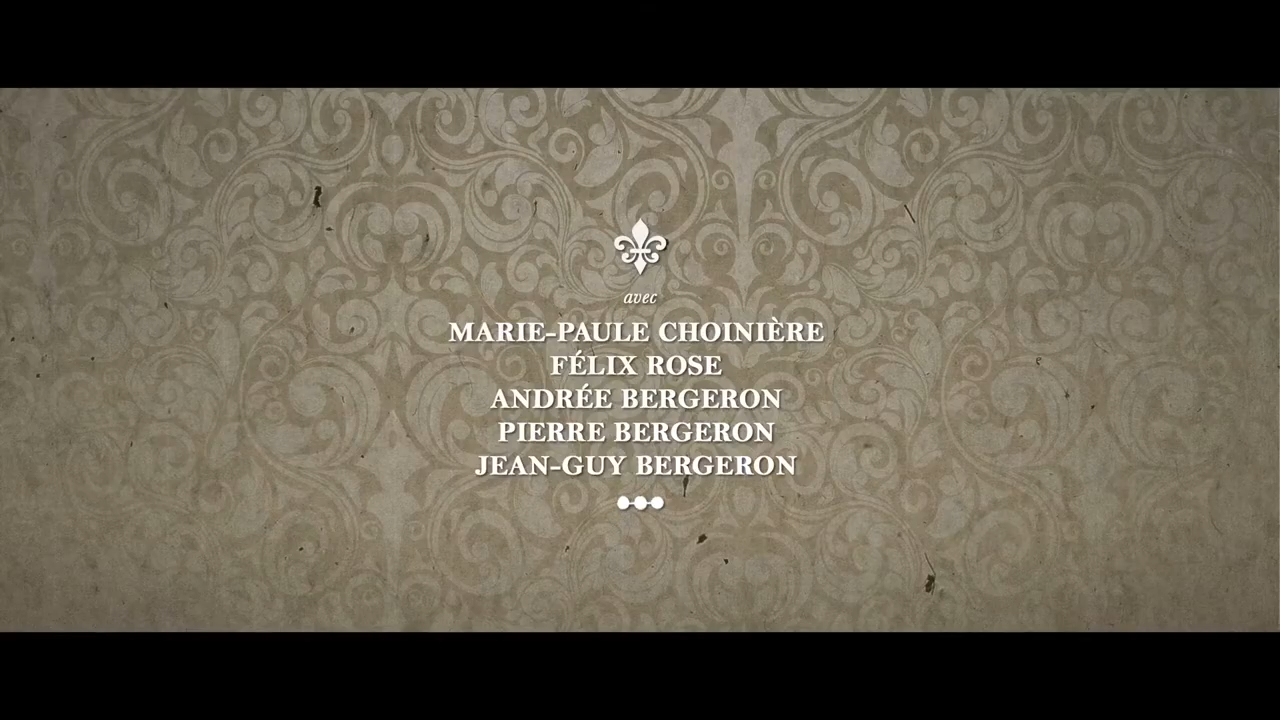 avec
MARIE-PAULE CHOINIÈRE
FÉLIX ROSE
ANDRÉE BERGERON
PIERRE BERGERON
JEAN-GUY BERGERON